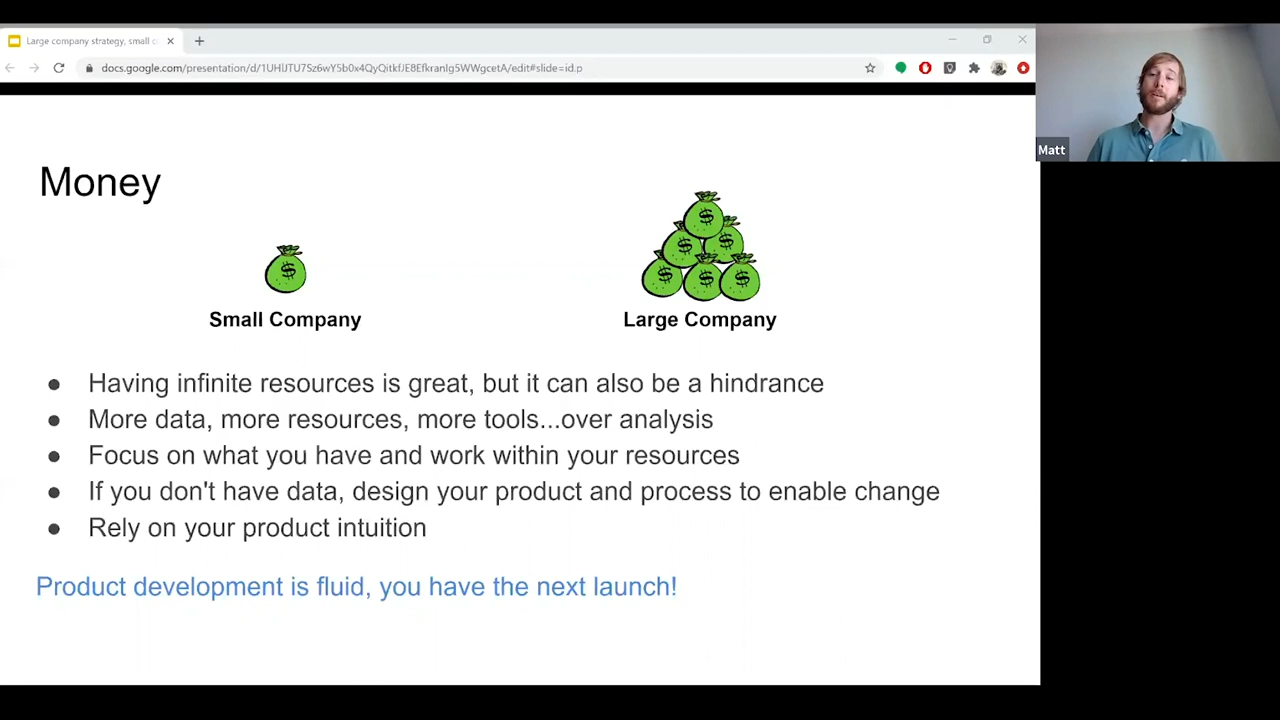 Large company strategy, small c
docs.google.com/presentation/d/1UHlJTU7Sz6wY5b0x4QyQitkfJE8EfkranIg5WWgcetA/edit#slide=id.p
Matt
Money
$
$
$
$
$
$
$
Small Company
Large Company
● Having infinite resources is great, but it can also be a hindrance
● More data, more resources, more tools...over analysis
● Focus on what you have and work within your resources
● If you don't have data, design your product and process to enable change
● Rely on your product intuition
Product development is fluid, you have the next launch!